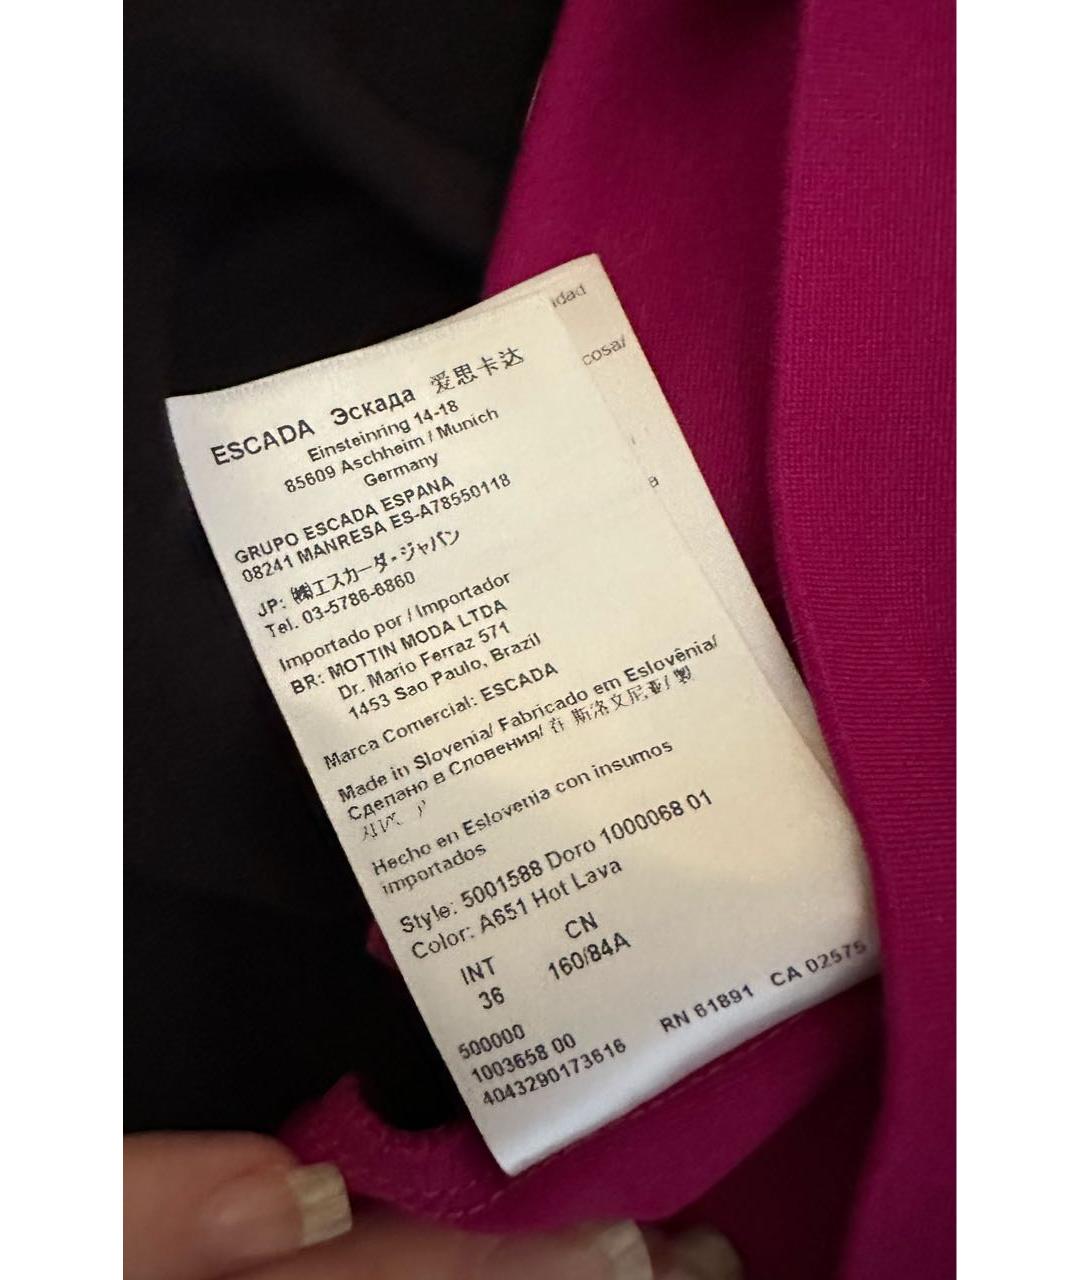 ESCADA Эскада 爱思卡达
Einsteinring 14-18
85609 Aschheim / Munich
Germany
GRUPO ESCADA ESPANA
08241 MANRESA ES-A78550118
JP: ㈱エスカーダ・ジャパン
Tel. 03-5786-6860
Importado por / Importador
BR: MOTTIN MODA LTDA
Dr. Mario Ferraz 571
1453 Sao Paulo, Brazil
Marca Comercial: ESCADA
Made in Slovenia/ Fabricado em Eslovênia/
Сделано в Словения/ 在 斯洛文尼亚/ 製
Hecho en Eslovenia con insumos
importados
Style: 5001588 Doro 1000068 01
Color: A651 Hot Lava
INT CN
36 160/84A
500000
1003658 00 RN 61891 CA 02575
4043290173616
idad
cosa/
a